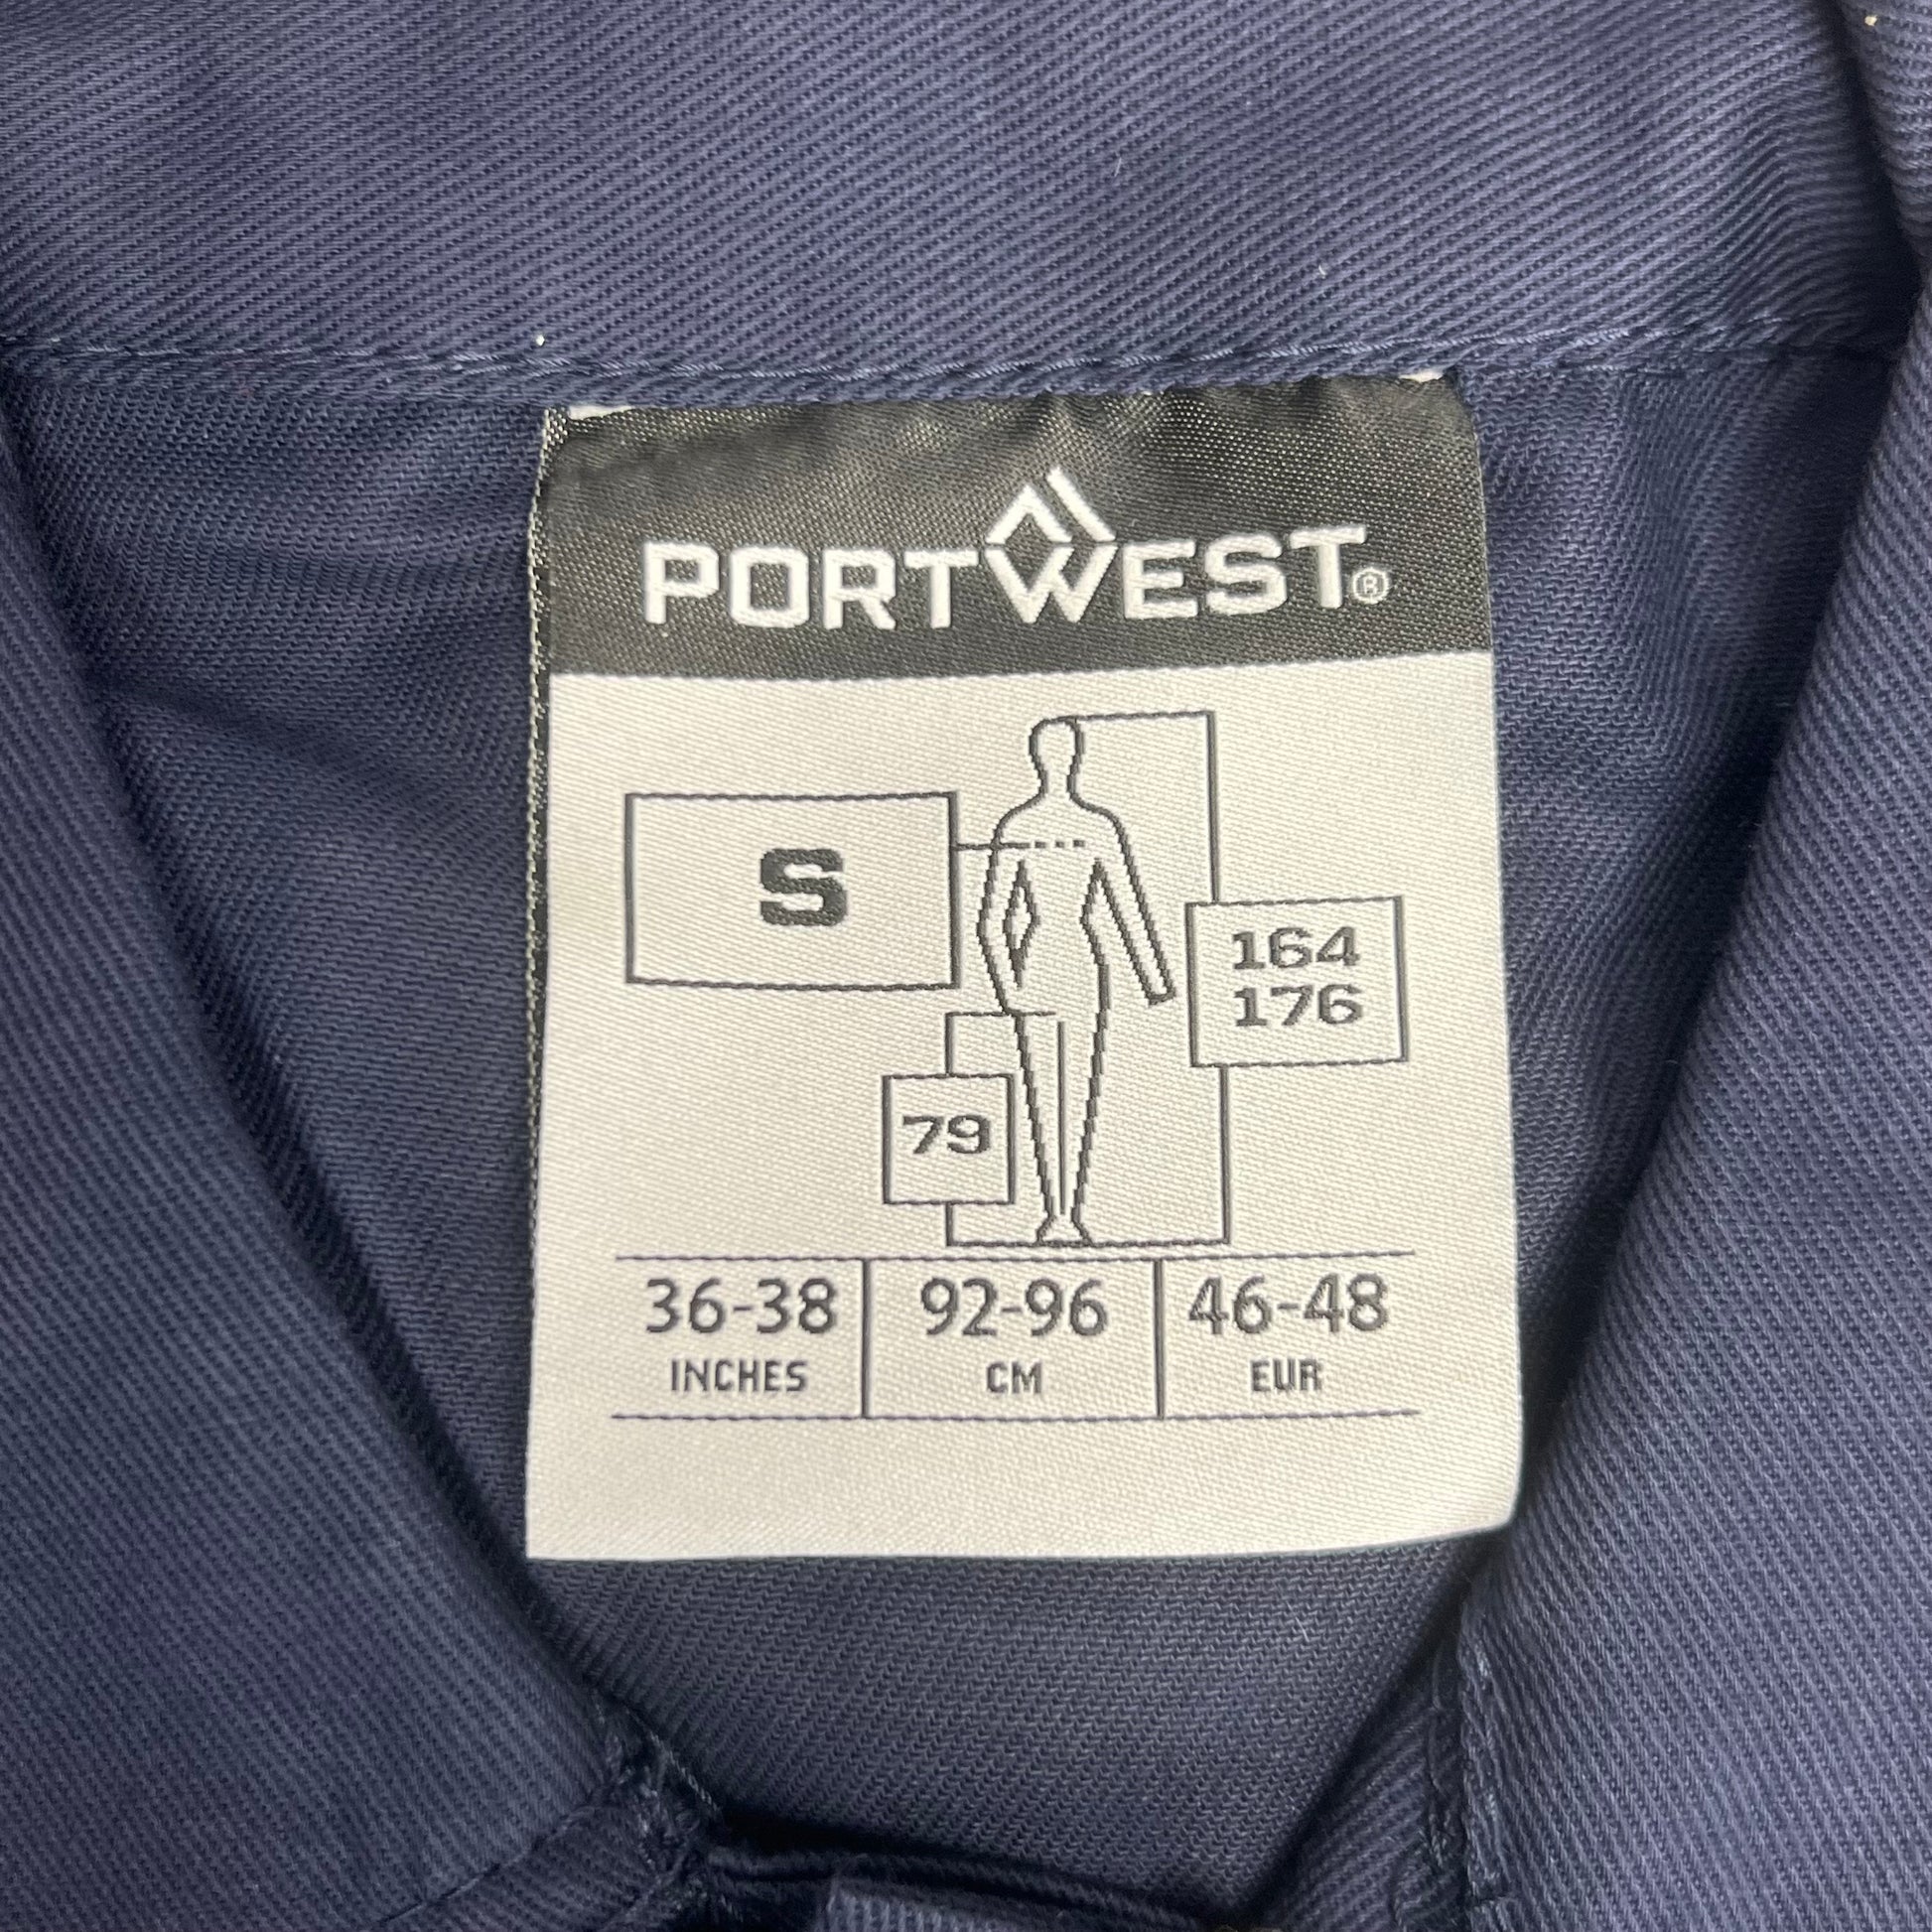 PORTWEST®
S
164
176
79
36-38 92-96 46-48
INCHES CM EUR